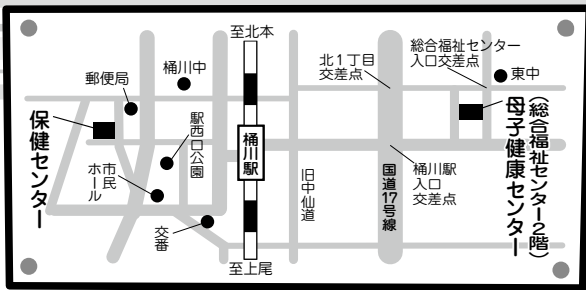 至北本
郵便局
桶川中
北1丁目
交差点
総合福祉センター
入口交差点
東中
保健センター
駅西口公園
桶川駅
市民
ホール
旧中仙道
国道17号線
桶川駅
入口
交差点
母子健康センター
（総合福祉センター2階）
交番
至上尾